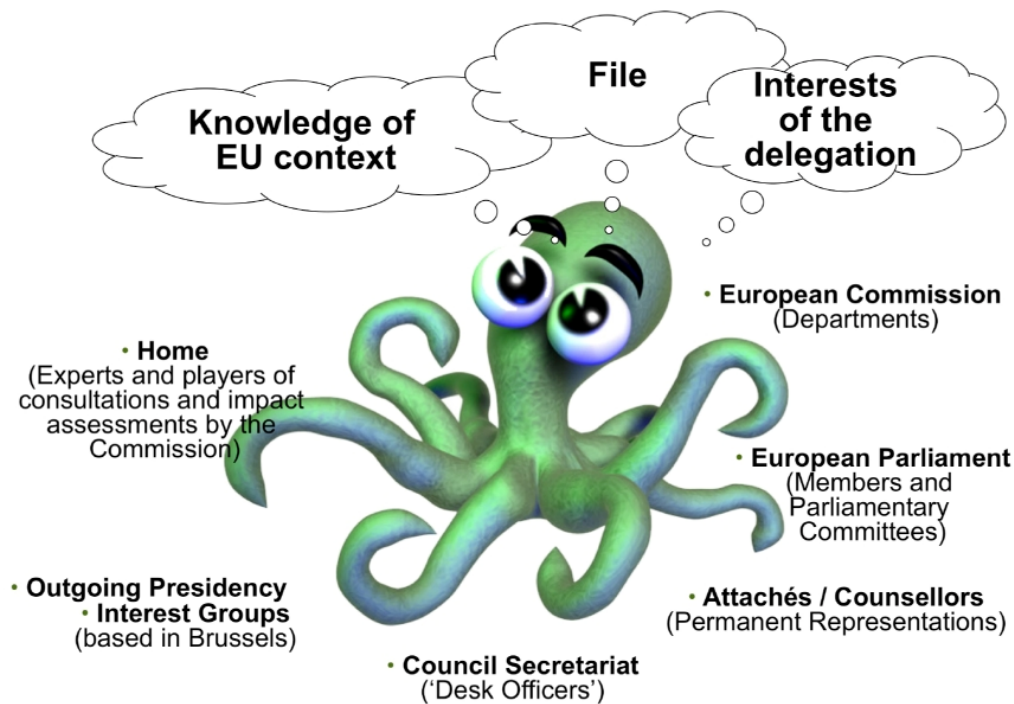 Knowledge of
EU context
File
Interests
of the
delegation
• European Commission
(Departments)
• Home
(Experts and players of
consultations and impact
assessments by the
Commission)
• European Parliament
(Members and
Parliamentary
Committees)
• Outgoing Presidency
• Interest Groups
(based in Brussels)
• Attachés / Counsellors
(Permanent Representations)
• Council Secretariat
(‘Desk Officers’)